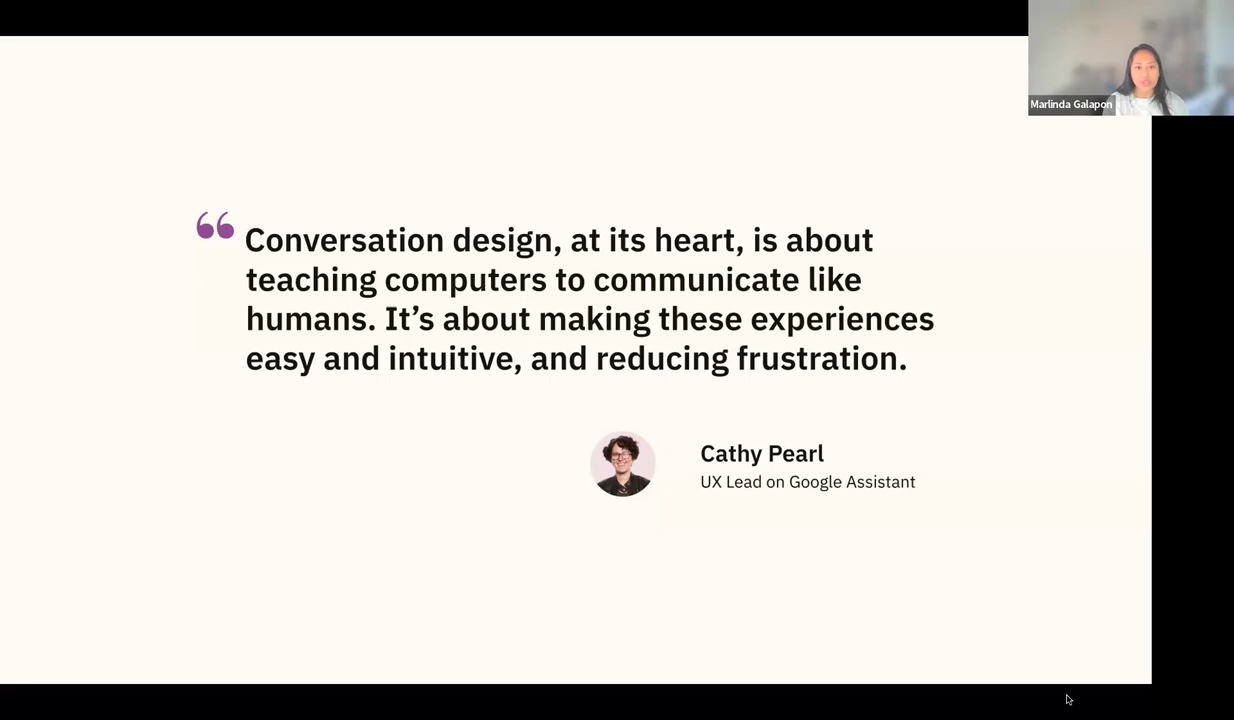 Marlinda Galapon
“Conversation design, at its heart, is about
teaching computers to communicate like
humans. It’s about making these experiences
easy and intuitive, and reducing frustration.
Cathy Pearl
UX Lead on Google Assistant